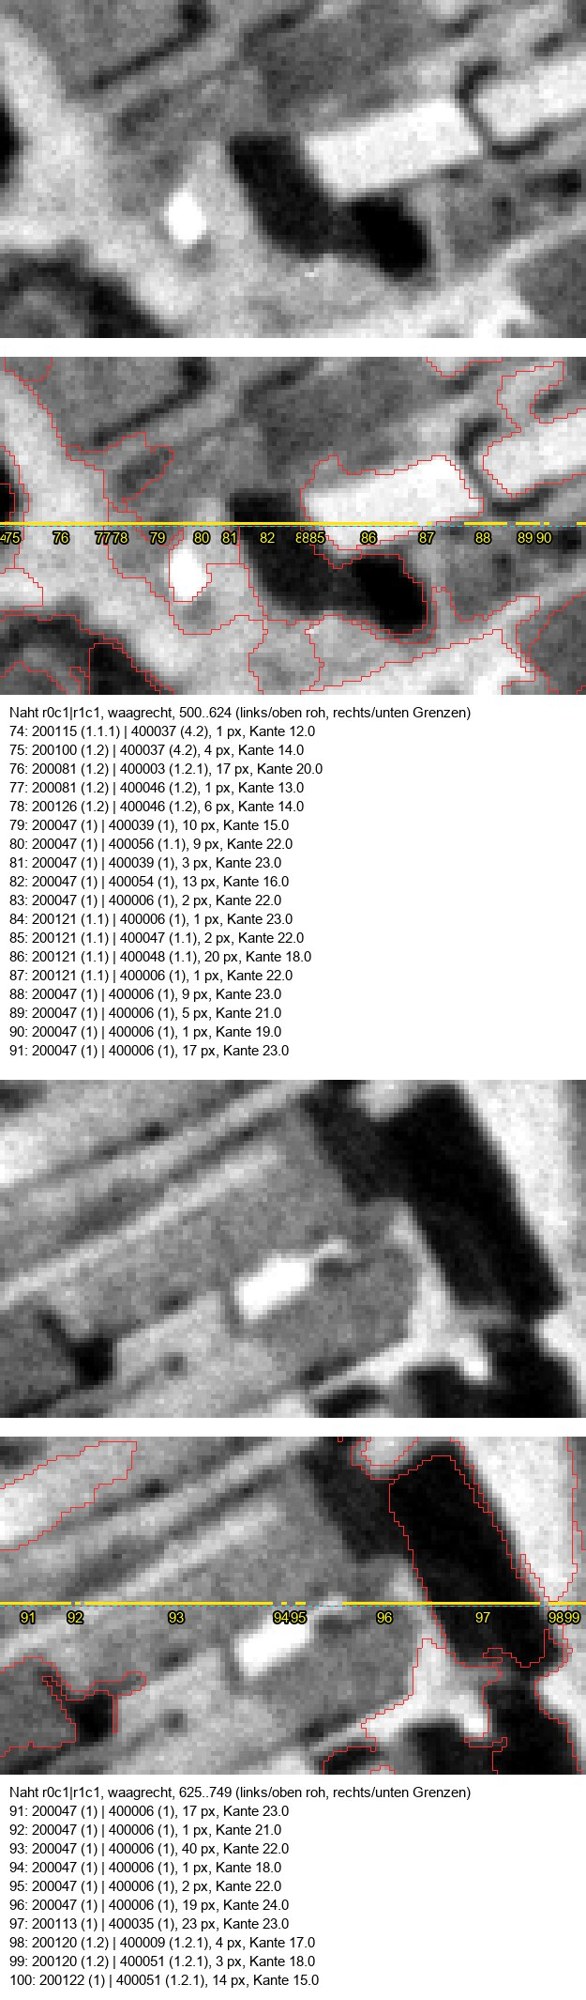 475 76 7778 79 80 81 82 8885 86 87 88 89 90
Naht r0c1|r1c1, waagrecht, 500..624 (links/oben roh, rechts/unten Grenzen)
74: 200115 (1.1.1) | 400037 (4.2), 1 px, Kante 12.0
75: 200100 (1.2) | 400037 (4.2), 4 px, Kante 14.0
76: 200081 (1.2) | 400003 (1.2.1), 17 px, Kante 20.0
77: 200081 (1.2) | 400046 (1.2), 1 px, Kante 13.0
78: 200126 (1.2) | 400046 (1.2), 6 px, Kante 14.0
79: 200047 (1) | 400039 (1), 10 px, Kante 15.0
80: 200047 (1) | 400056 (1.1), 9 px, Kante 22.0
81: 200047 (1) | 400039 (1), 3 px, Kante 23.0
82: 200047 (1) | 400054 (1), 13 px, Kante 16.0
83: 200047 (1) | 400006 (1), 2 px, Kante 22.0
84: 200121 (1.1) | 400006 (1), 1 px, Kante 23.0
85: 200121 (1.1) | 400047 (1.1), 2 px, Kante 22.0
86: 200121 (1.1) | 400048 (1.1), 20 px, Kante 18.0
87: 200121 (1.1) | 400006 (1), 1 px, Kante 22.0
88: 200047 (1) | 400006 (1), 9 px, Kante 23.0
89: 200047 (1) | 400006 (1), 5 px, Kante 21.0
90: 200047 (1) | 400006 (1), 1 px, Kante 19.0
91: 200047 (1) | 400006 (1), 17 px, Kante 23.0
91 92 93 9495 96 97 9899
Naht r0c1|r1c1, waagrecht, 625..749 (links/oben roh, rechts/unten Grenzen)
91: 200047 (1) | 400006 (1), 17 px, Kante 23.0
92: 200047 (1) | 400006 (1), 1 px, Kante 21.0
93: 200047 (1) | 400006 (1), 40 px, Kante 22.0
94: 200047 (1) | 400006 (1), 1 px, Kante 18.0
95: 200047 (1) | 400006 (1), 2 px, Kante 22.0
96: 200047 (1) | 400006 (1), 19 px, Kante 24.0
97: 200113 (1) | 400035 (1), 23 px, Kante 23.0
98: 200120 (1.2) | 400009 (1.2.1), 4 px, Kante 17.0
99: 200120 (1.2) | 400051 (1.2.1), 3 px, Kante 18.0
100: 200122 (1) | 400051 (1.2.1), 14 px, Kante 15.0